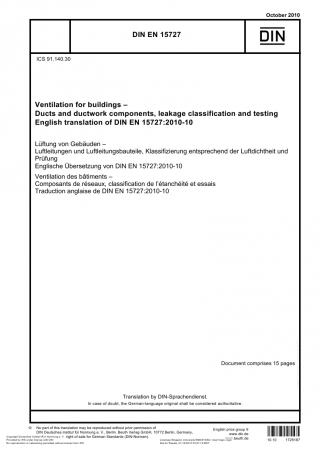 October 2010
DIN EN 15727
DIN
ICS 91.140.30
Ventilation for buildings –
Ducts and ductwork components, leakage classification and testing
English translation of DIN EN 15727:2010-10
Lüftung von Gebäuden –
Luftleitungen und Luftleitungsbauteile, Klassifizierung entsprechend der Luftdichtheit und
Prüfung
Englische Übersetzung von DIN EN 15727:2010-10
Ventilation des bâtiments –
Composants de réseaux, classification de l'étanchéité et essais
Traduction anglaise de DIN EN 15727:2010-10
Document comprises 15 pages
Translation by DIN-Sprachendienst.
In case of doubt, the German-language original shall be considered authoritative.
© No part of this translation may be reproduced without prior permission of
DIN Deutsches Institut für Normung e. V., Berlin. Beuth Verlag GmbH, 10772 Berlin, Germany,
right of sale for German Standards (DIN-Normen).
English price group 9
www.din.de
www.beuth.de